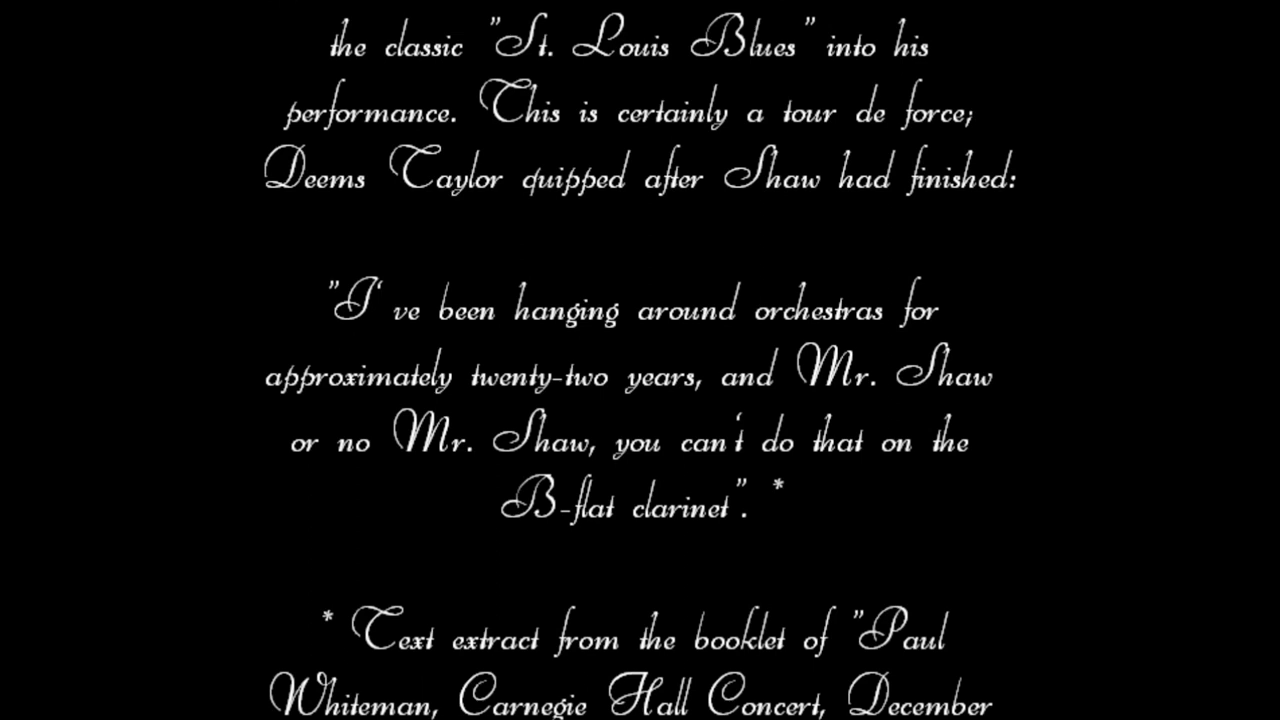 the classic "St. Louis Blues" into his
performance. This is certainly a tour de force;
Deems Taylor quipped after Shaw had finished:
"I've been hanging around orchestras for
approximately twenty-two years, and Mr. Shaw
or no Mr. Shaw, you can't do that on the
B-flat clarinet". *
* Text extract from the booklet of "Paul
Whiteman, Carnegie Hall Concert, December